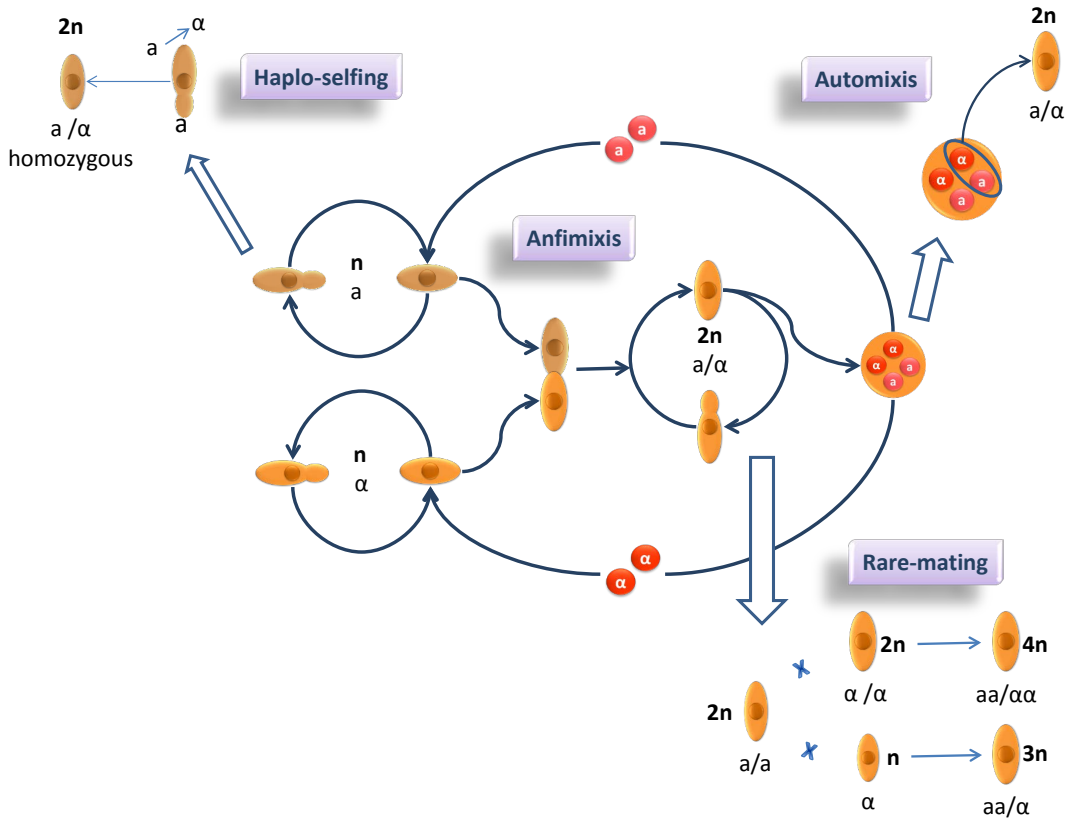 2n
a
α
a
a /α
homozygous
Haplo-selfing
Automixis
2n
a/α
α
α
a
a
a
a
Anfimixis
n
a
2n
a/α
α
α
a
a
n
α
α
α
Rare-mating
2n
4n
α /α
aa/αα
2n
a/a
n
3n
α
aa/α